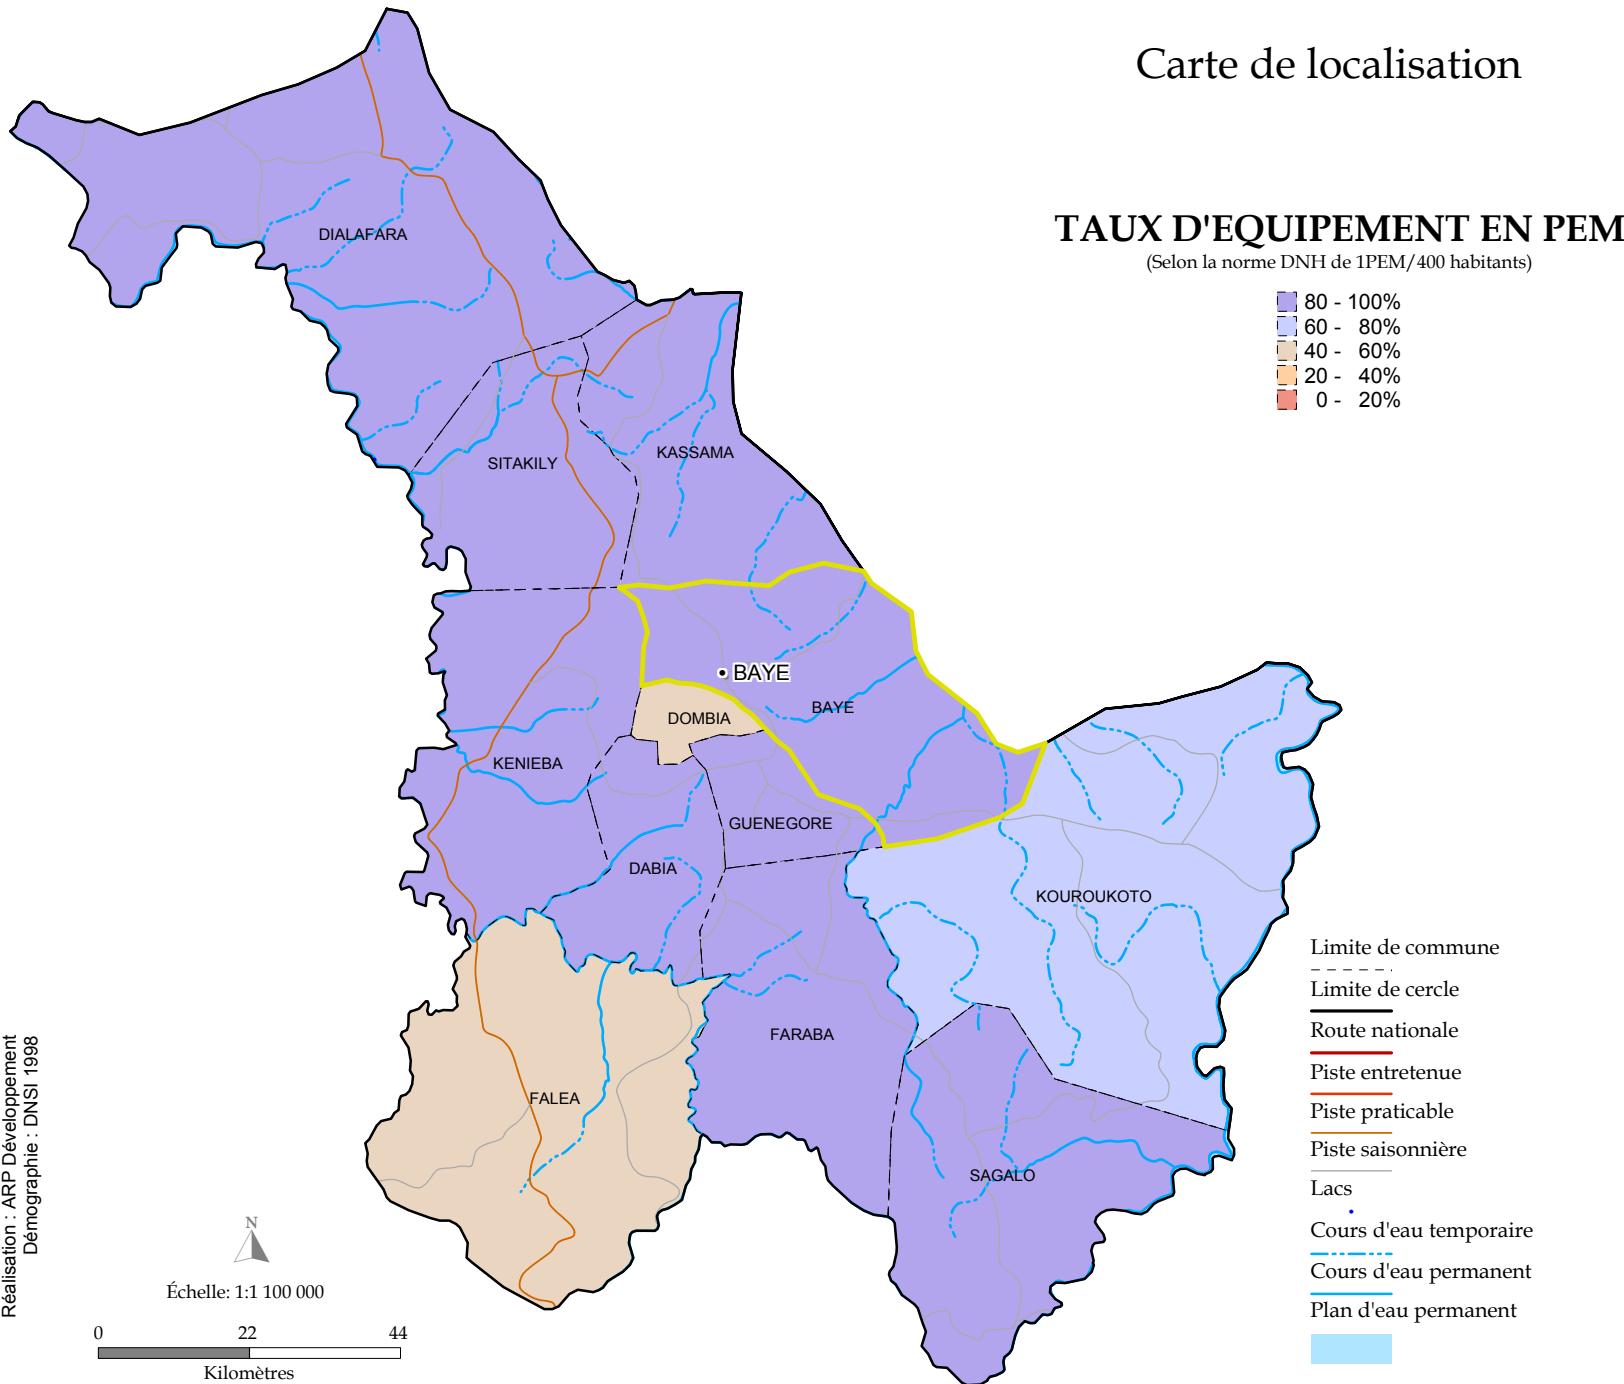 Carte de localisation
TAUX D'EQUIPEMENT EN PEM
(Selon la norme DNH de 1PEM/400 habitants)
80 - 100%
60 - 80%
40 - 60%
20 - 40%
0 - 20%
DIALAFARA
SITAKILY
KASSAMA
BAYE
BAYE
DOMBIA
KENIEBA
GUENEGORE
DABIA
KOUROUKOTO
FARABA
FALEA
SAGALO
Limite de commune
Limite de cercle
Route nationale
Piste entretenue
Piste praticable
Piste saisonnière
Lacs
Cours d'eau temporaire
Cours d'eau permanent
Plan d'eau permanent
Réalisation : ARP Développement
Démographie : DNSI 1998
N
Échelle: 1:1 100 000
0 22 44
Kilomètres